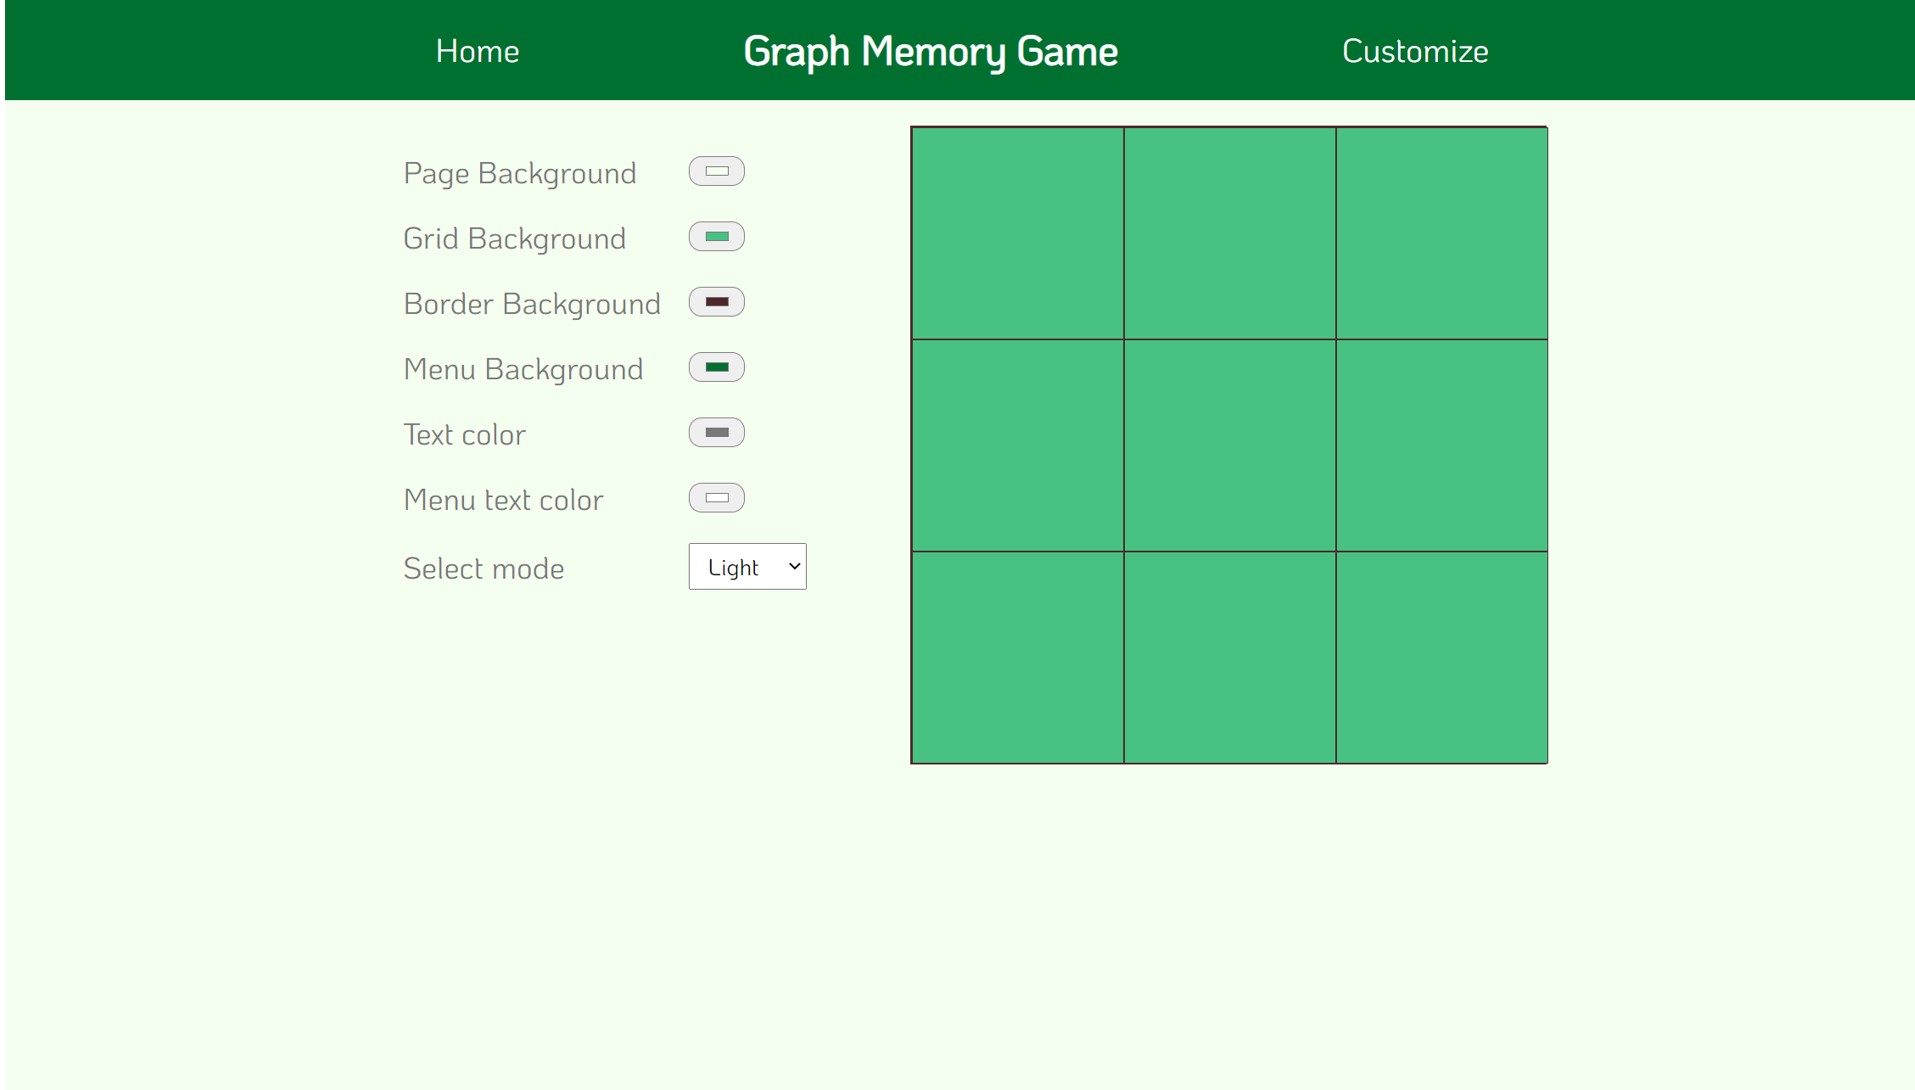 Home
Graph Memory Game
Customize
Page Background
Grid Background
Border Background
Menu Background
Text color
Menu text color
Select mode
Light